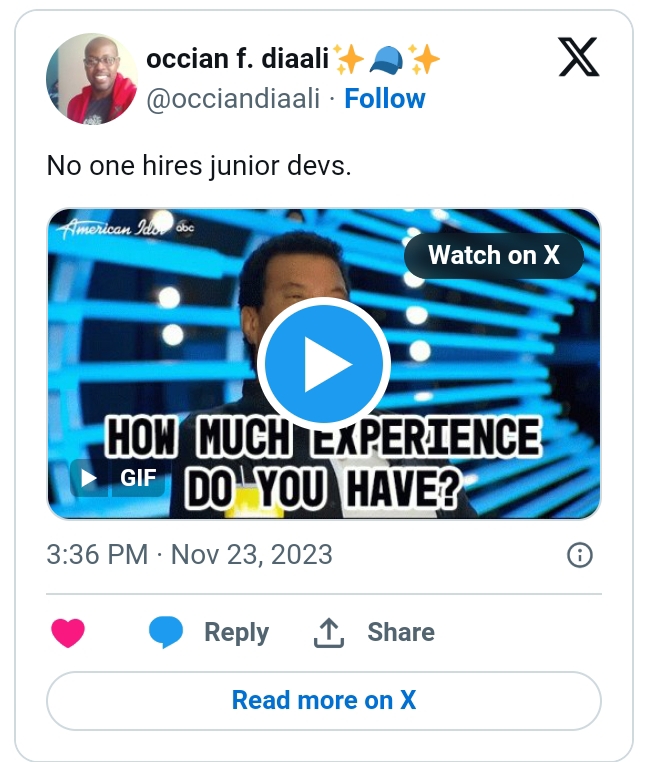 occian f. diaali✨🧢✨
@occiandiaali · Follow
No one hires junior devs.
American Idol abc
Watch on X
HOW MUCH EXPERIENCE
DO YOU HAVE?
GIF
3:36 PM · Nov 23, 2023
Reply
Share
Read more on X